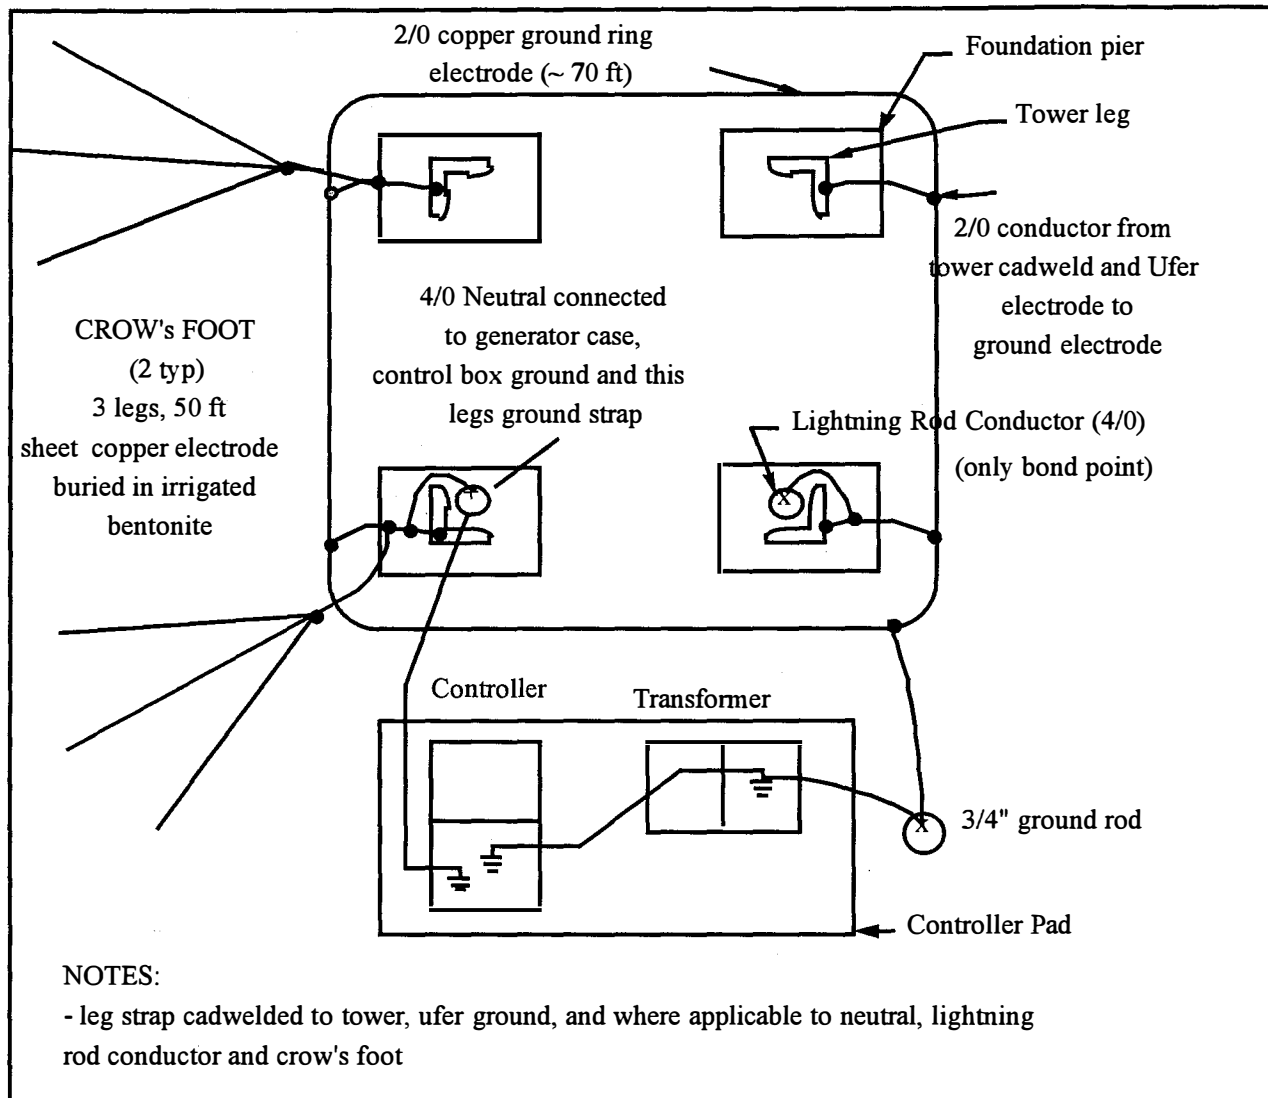 2/0 copper ground ring
electrode (~ 70 ft)
Foundation pier
Tower leg
2/0 conductor from
tower cadweld and Ufer
electrode to
ground electrode
4/0 Neutral connected
to generator case,
control box ground and this
legs ground strap
CROW's FOOT
(2 typ)
3 legs, 50 ft
sheet copper electrode
buried in irrigated
bentonite
Lightning Rod Conductor (4/0)
(only bond point)
x
x
Controller
Transformer
x
3/4" ground rod
Controller Pad
NOTES:
- leg strap cadwelded to tower, ufer ground, and where applicable to neutral, lightning
rod conductor and crow's foot